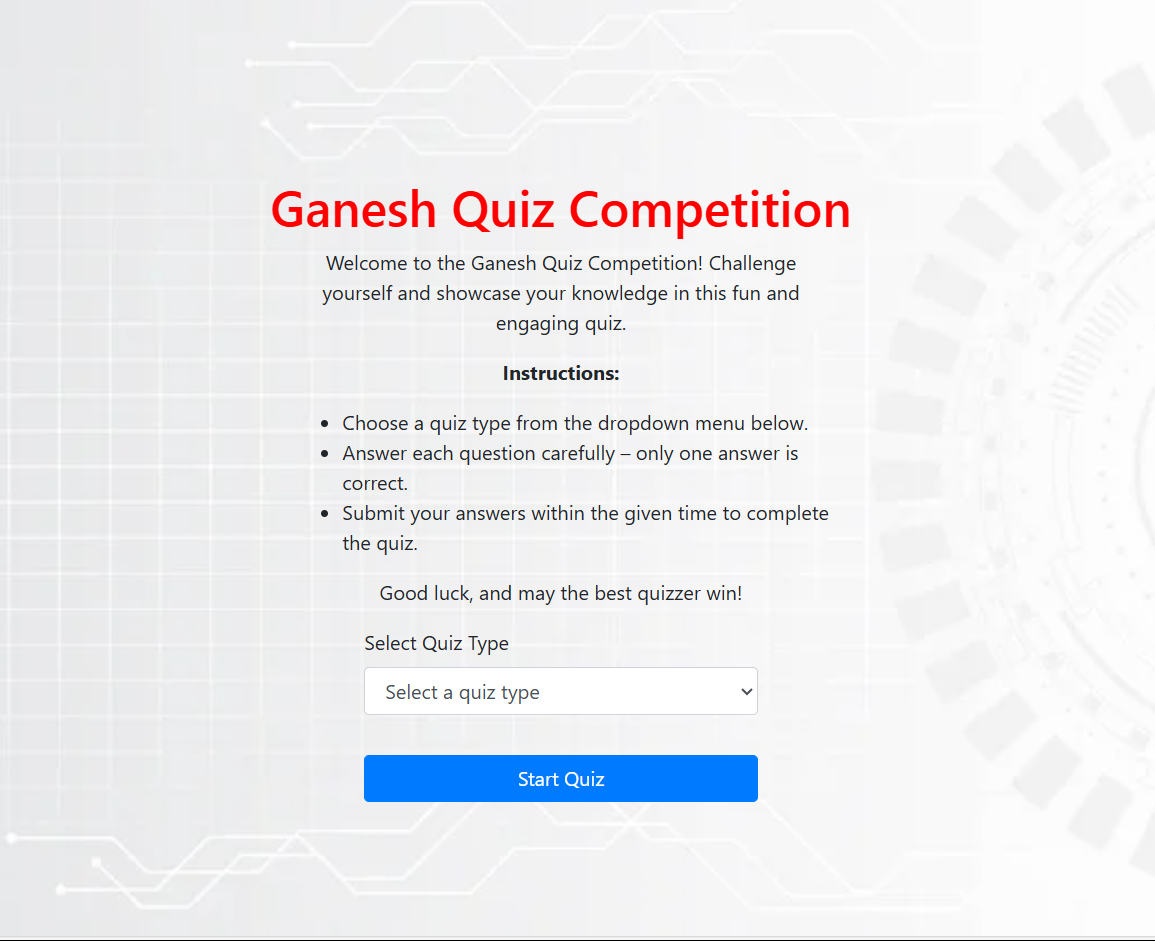 Ganesh Quiz Competition
Welcome to the Ganesh Quiz Competition! Challenge
yourself and showcase your knowledge in this fun and
engaging quiz.
Instructions:
• Choose a quiz type from the dropdown menu below.
• Answer each question carefully – only one answer is
correct.
• Submit your answers within the given time to complete
the quiz.
Good luck, and may the best quizzer win!
Select Quiz Type
Select a quiz type
Start Quiz